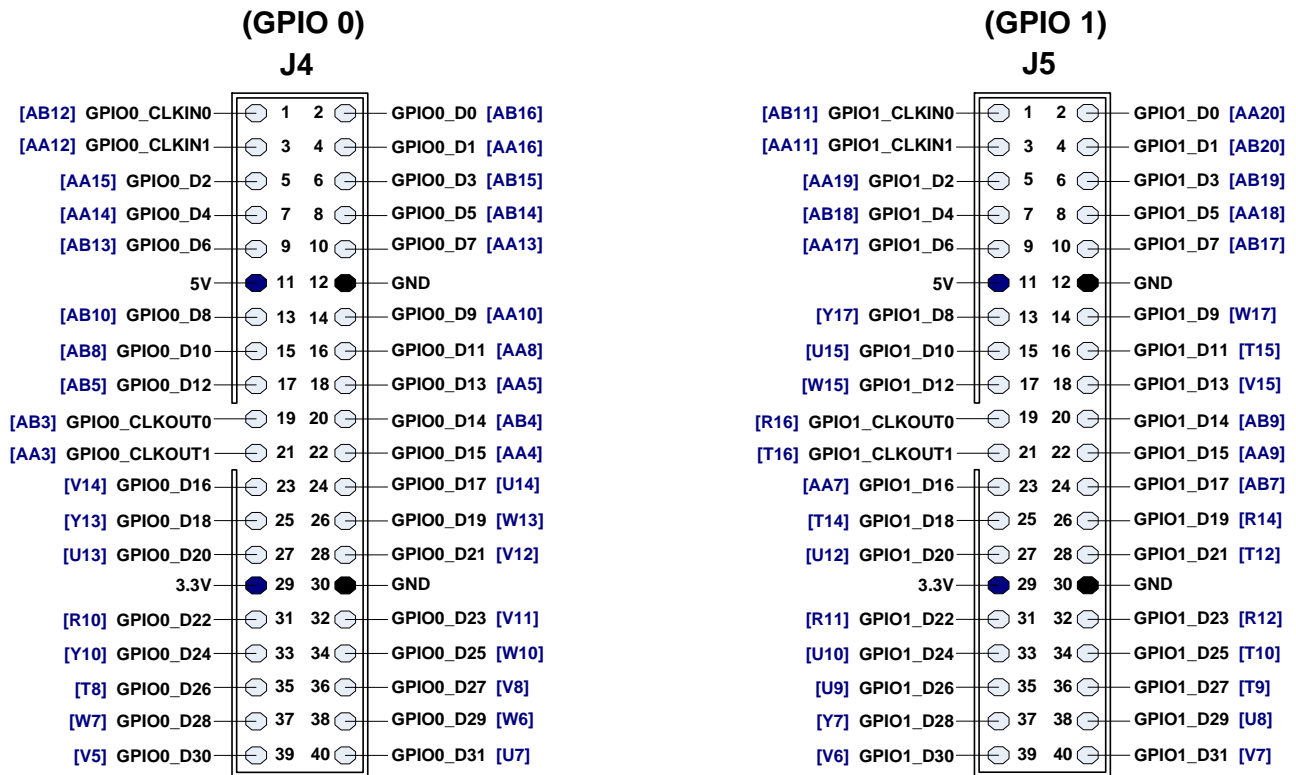 (GPIO 0)
J4
[AB12] GPIO0_CLKIN0 1 2 GPIO0_D0 [AB16]
[AA12] GPIO0_CLKIN1 3 4 GPIO0_D1 [AA16]
[AA15] GPIO0_D2 5 6 GPIO0_D3 [AB15]
[AA14] GPIO0_D4 7 8 GPIO0_D5 [AB14]
[AB13] GPIO0_D6 9 10 GPIO0_D7 [AA13]
5V 11 12 GND
[AB10] GPIO0_D8 13 14 GPIO0_D9 [AA10]
[AB8] GPIO0_D10 15 16 GPIO0_D11 [AA8]
[AB5] GPIO0_D12 17 18 GPIO0_D13 [AA5]
[AB3] GPIO0_CLKOUT0 19 20 GPIO0_D14 [AB4]
[AA3] GPIO0_CLKOUT1 21 22 GPIO0_D15 [AA4]
[V14] GPIO0_D16 23 24 GPIO0_D17 [U14]
[Y13] GPIO0_D18 25 26 GPIO0_D19 [W13]
[U13] GPIO0_D20 27 28 GPIO0_D21 [V12]
3.3V 29 30 GND
[R10] GPIO0_D22 31 32 GPIO0_D23 [V11]
[Y10] GPIO0_D24 33 34 GPIO0_D25 [W10]
[T8] GPIO0_D26 35 36 GPIO0_D27 [V8]
[W7] GPIO0_D28 37 38 GPIO0_D29 [W6]
[V5] GPIO0_D30 39 40 GPIO0_D31 [U7]
(GPIO 1)
J5
[AB11] GPIO1_CLKIN0 1 2 GPIO1_D0 [AA20]
[AA11] GPIO1_CLKIN1 3 4 GPIO1_D1 [AB20]
[AA19] GPIO1_D2 5 6 GPIO1_D3 [AB19]
[AB18] GPIO1_D4 7 8 GPIO1_D5 [AA18]
[AA17] GPIO1_D6 9 10 GPIO1_D7 [AB17]
5V 11 12 GND
[Y17] GPIO1_D8 13 14 GPIO1_D9 [W17]
[U15] GPIO1_D10 15 16 GPIO1_D11 [T15]
[W15] GPIO1_D12 17 18 GPIO1_D13 [V15]
[R16] GPIO1_CLKOUT0 19 20 GPIO1_D14 [AB9]
[T16] GPIO1_CLKOUT1 21 22 GPIO1_D15 [AA9]
[AA7] GPIO1_D16 23 24 GPIO1_D17 [AB7]
[T14] GPIO1_D18 25 26 GPIO1_D19 [R14]
[U12] GPIO1_D20 27 28 GPIO1_D21 [T12]
3.3V 29 30 GND
[R11] GPIO1_D22 31 32 GPIO1_D23 [R12]
[U10] GPIO1_D24 33 34 GPIO1_D25 [T10]
[U9] GPIO1_D26 35 36 GPIO1_D27 [T9]
[Y7] GPIO1_D28 37 38 GPIO1_D29 [U8]
[V6] GPIO1_D30 39 40 GPIO1_D31 [V7]